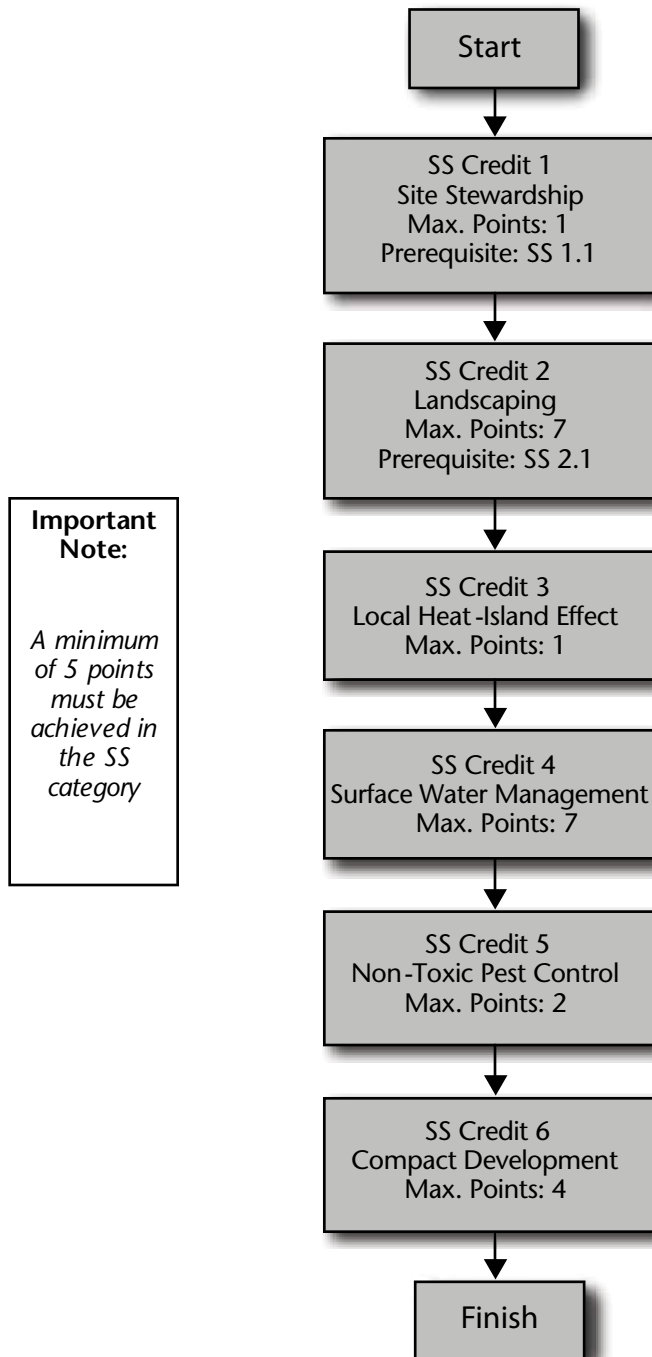 Start
SS Credit 1
Site Stewardship
Max. Points: 1
Prerequisite: SS 1.1
SS Credit 2
Landscaping
Max. Points: 7
Prerequisite: SS 2.1
Important
Note:
A minimum
of 5 points
must be
achieved in
the SS
category
SS Credit 3
Local Heat-Island Effect
Max. Points: 1
SS Credit 4
Surface Water Management
Max. Points: 7
SS Credit 5
Non-Toxic Pest Control
Max. Points: 2
SS Credit 6
Compact Development
Max. Points: 4
Finish